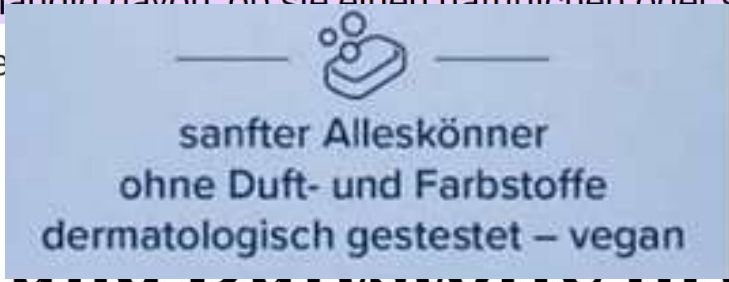 sanfter Alleskönner
ohne Duft- und Farbstoffe
dermatologisch gestestet – vegan